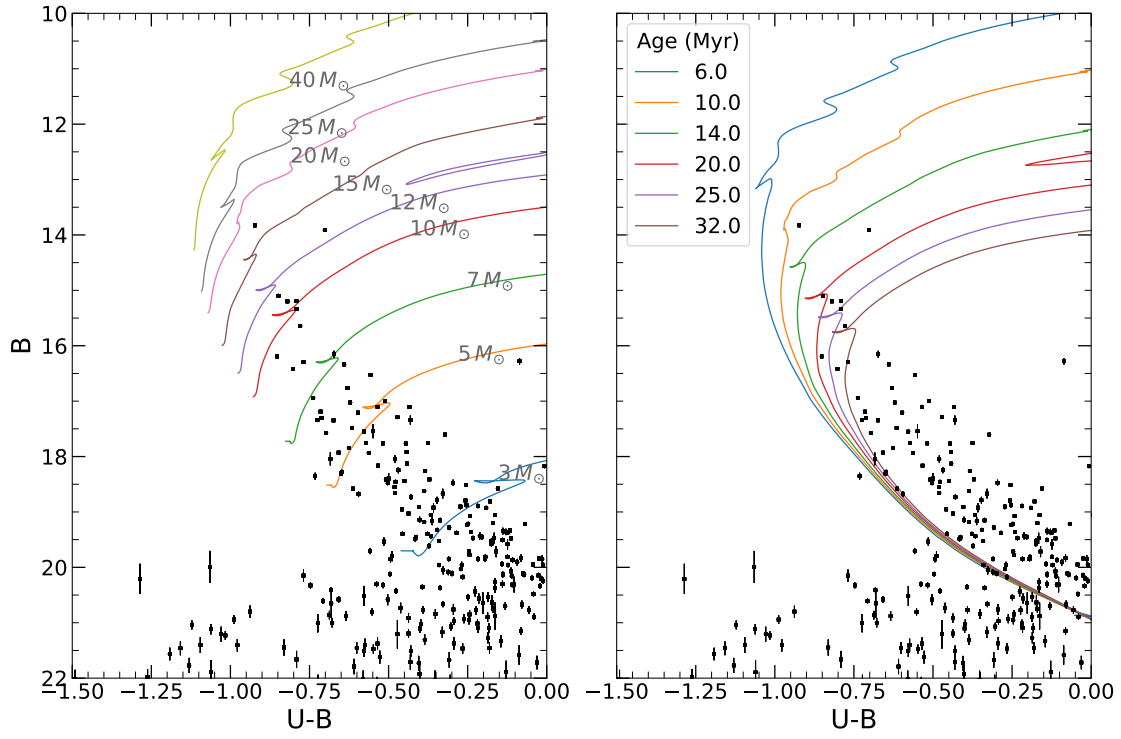 10
12
14
16
18
20
22
B
40 M⊙
25 M⊙
20 M⊙
15 M⊙
12 M⊙
10 M⊙
7 M⊙
5 M⊙
3 M⊙
−1.50 −1.25 −1.00 −0.75 −0.50 −0.25 0.00
U-B
Age (Myr)
6.0
10.0
14.0
20.0
25.0
32.0
−1.50 −1.25 −1.00 −0.75 −0.50 −0.25 0.00
U-B